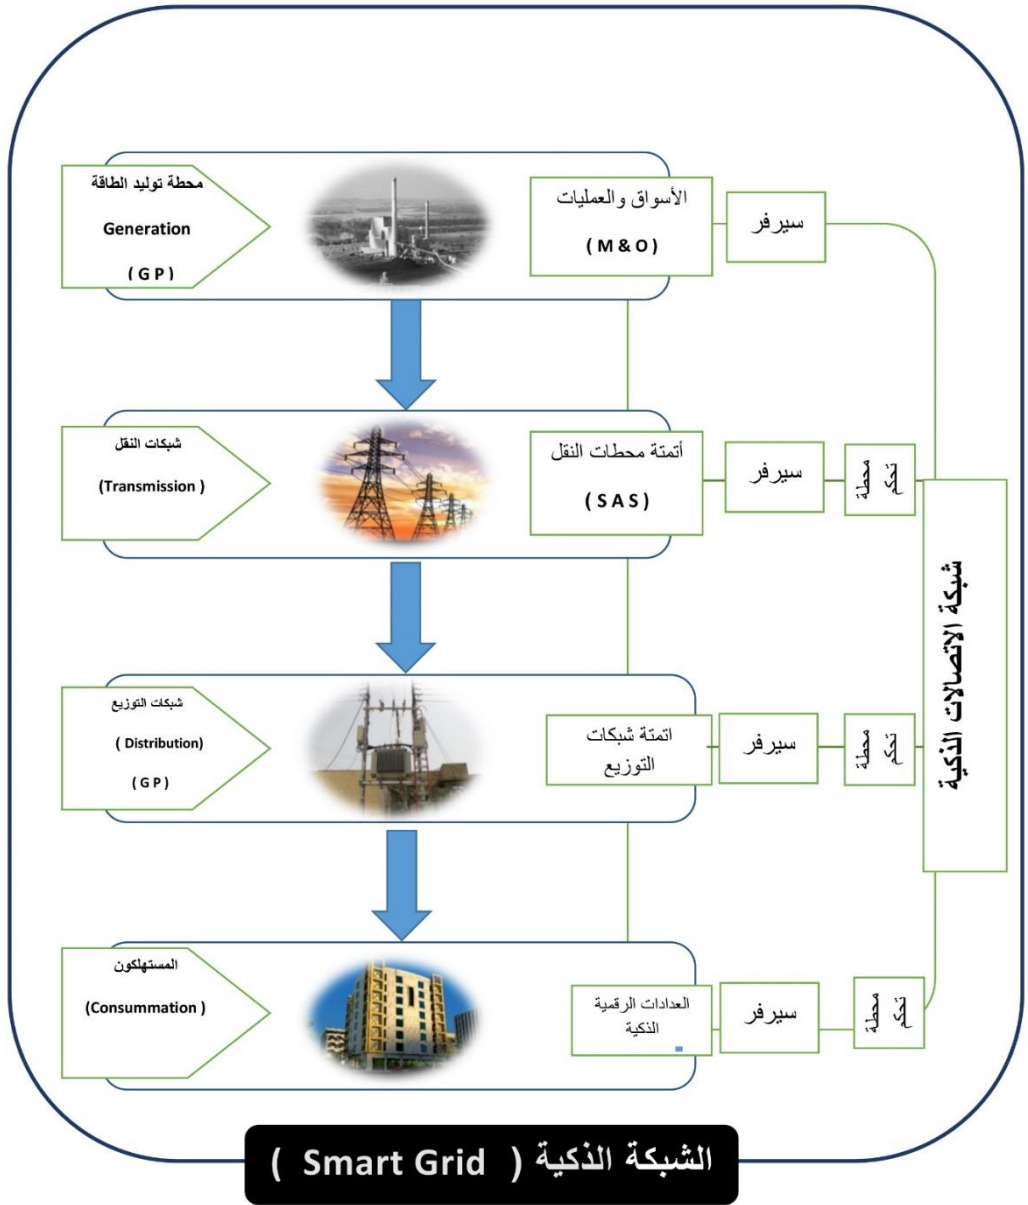 محطة توليد الطاقة
Generation
( G P )
الأسواق والعمليات
( M & O )
سيرفر
شبكات النقل
(Transmission )
أتمتة محطات النقل
( S A S )
سيرفر
محطة
تحكم
شبكات التوزيع
( Distribution)
( G P )
اتمتة شبكات
التوزيع
سيرفر
محطة
تحكم
شبكة الاتصالات الذكية
المستهلكون
(Consummation )
العدادات الرقمية
الذكية
سيرفر
محطة
تحكم
الشبكة الذكية ( Smart Grid )